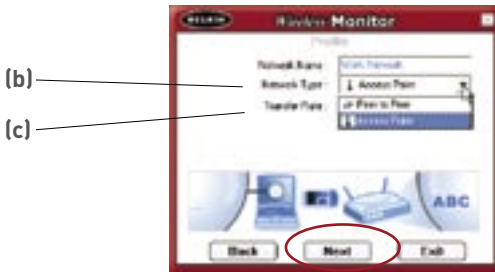 BELKIN Wireless Monitor
Profile
Network Name:
(b) Network Type: Access Point
(c) Transfer Rate: Peer to Peer
Access Point
ABC
Back Next Exit